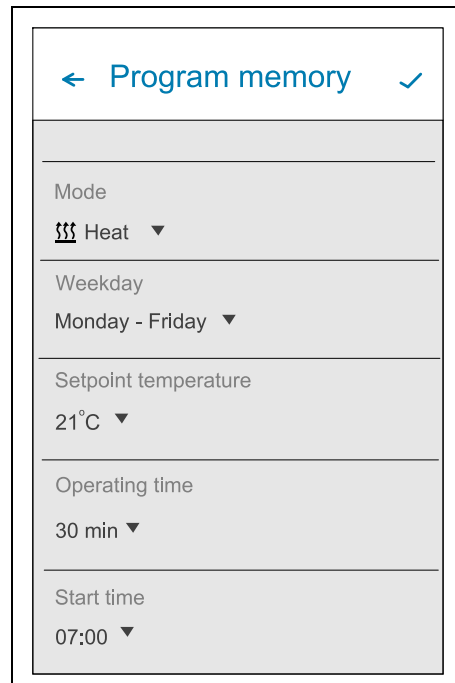 Program memory
Mode
Heat
Weekday
Monday - Friday
Setpoint temperature
21°C
Operating time
30 min
Start time
07:00